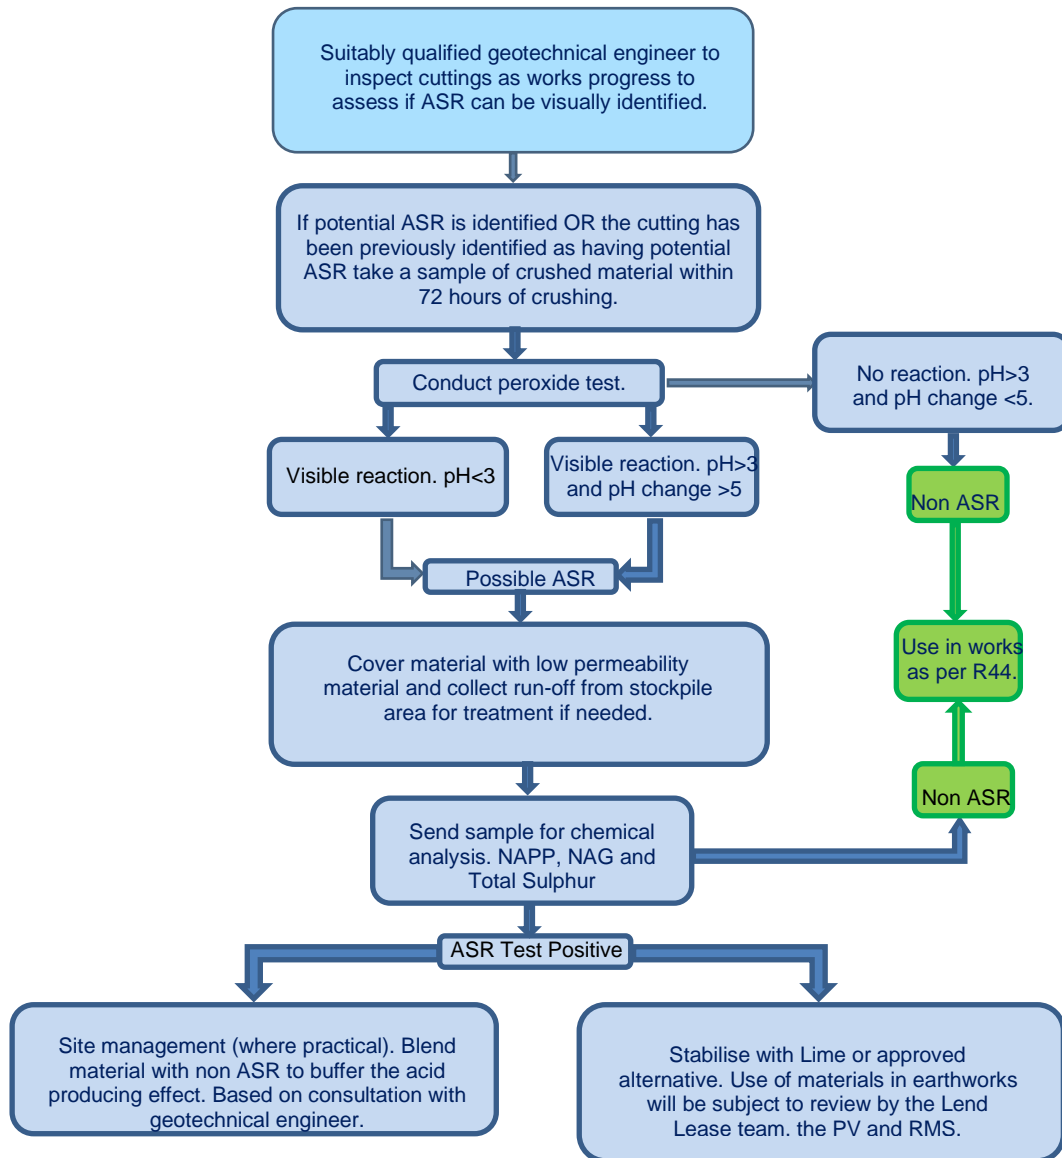 Suitably qualified geotechnical engineer to
inspect cuttings as works progress to
assess if ASR can be visually identified.
If potential ASR is identified OR the cutting has
been previously identified as having potential
ASR take a sample of crushed material within
72 hours of crushing.
Conduct peroxide test.
No reaction. pH>3
and pH change <5.
Visible reaction. pH<3
Visible reaction. pH>3
and pH change >5
Non ASR
Possible ASR
Use in works
as per R44.
Cover material with low permeability
material and collect run-off from stockpile
area for treatment if needed.
Non ASR
Send sample for chemical
analysis. NAPP, NAG and
Total Sulphur
ASR Test Positive
Site management (where practical). Blend
material with non ASR to buffer the acid
producing effect. Based on consultation with
geotechnical engineer.
Stabilise with Lime or approved
alternative. Use of materials in earthworks
will be subject to review by the Lend
Lease team. the PV and RMS.